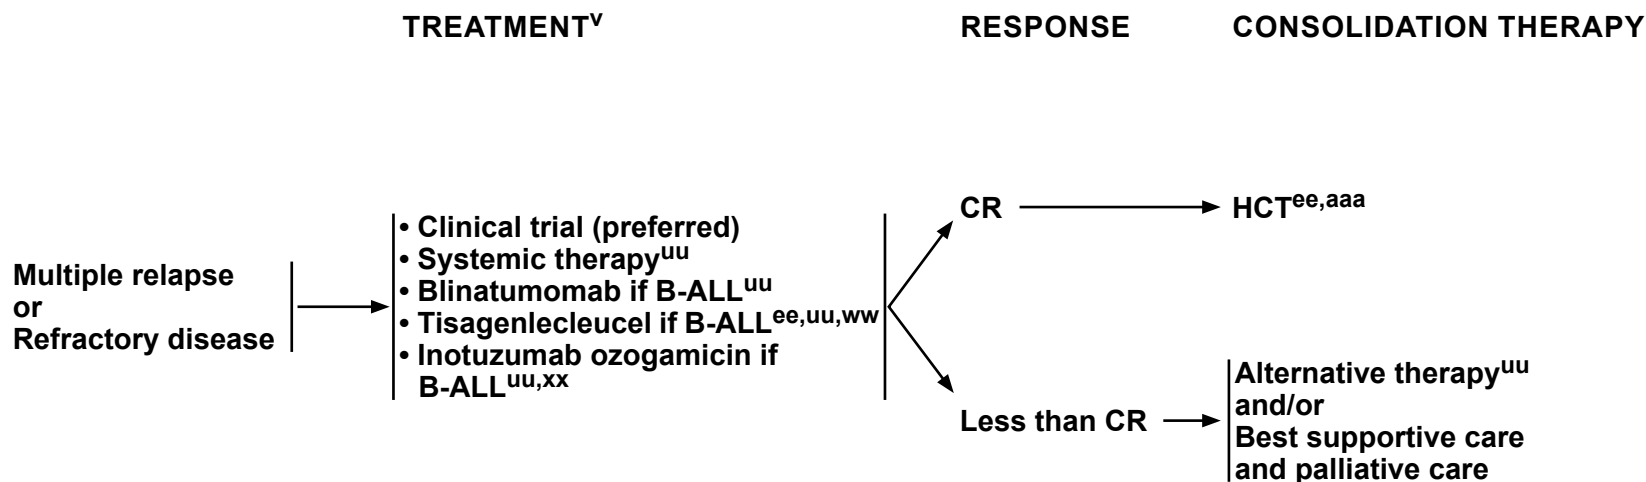 TREATMENTv
RESPONSE
CONSOLIDATION THERAPY
Multiple relapse
or
Refractory disease
• Clinical trial (preferred)
• Systemic therapyuu
• Blinatumomab if B-ALLuu
• Tisagenlecleucel if B-ALLee,uu,ww
• Inotuzumab ozogamicin if
B-ALLuu,xx
CR
HCTee,aaa
Less than CR
Alternative therapyuu
and/or
Best supportive care
and palliative care